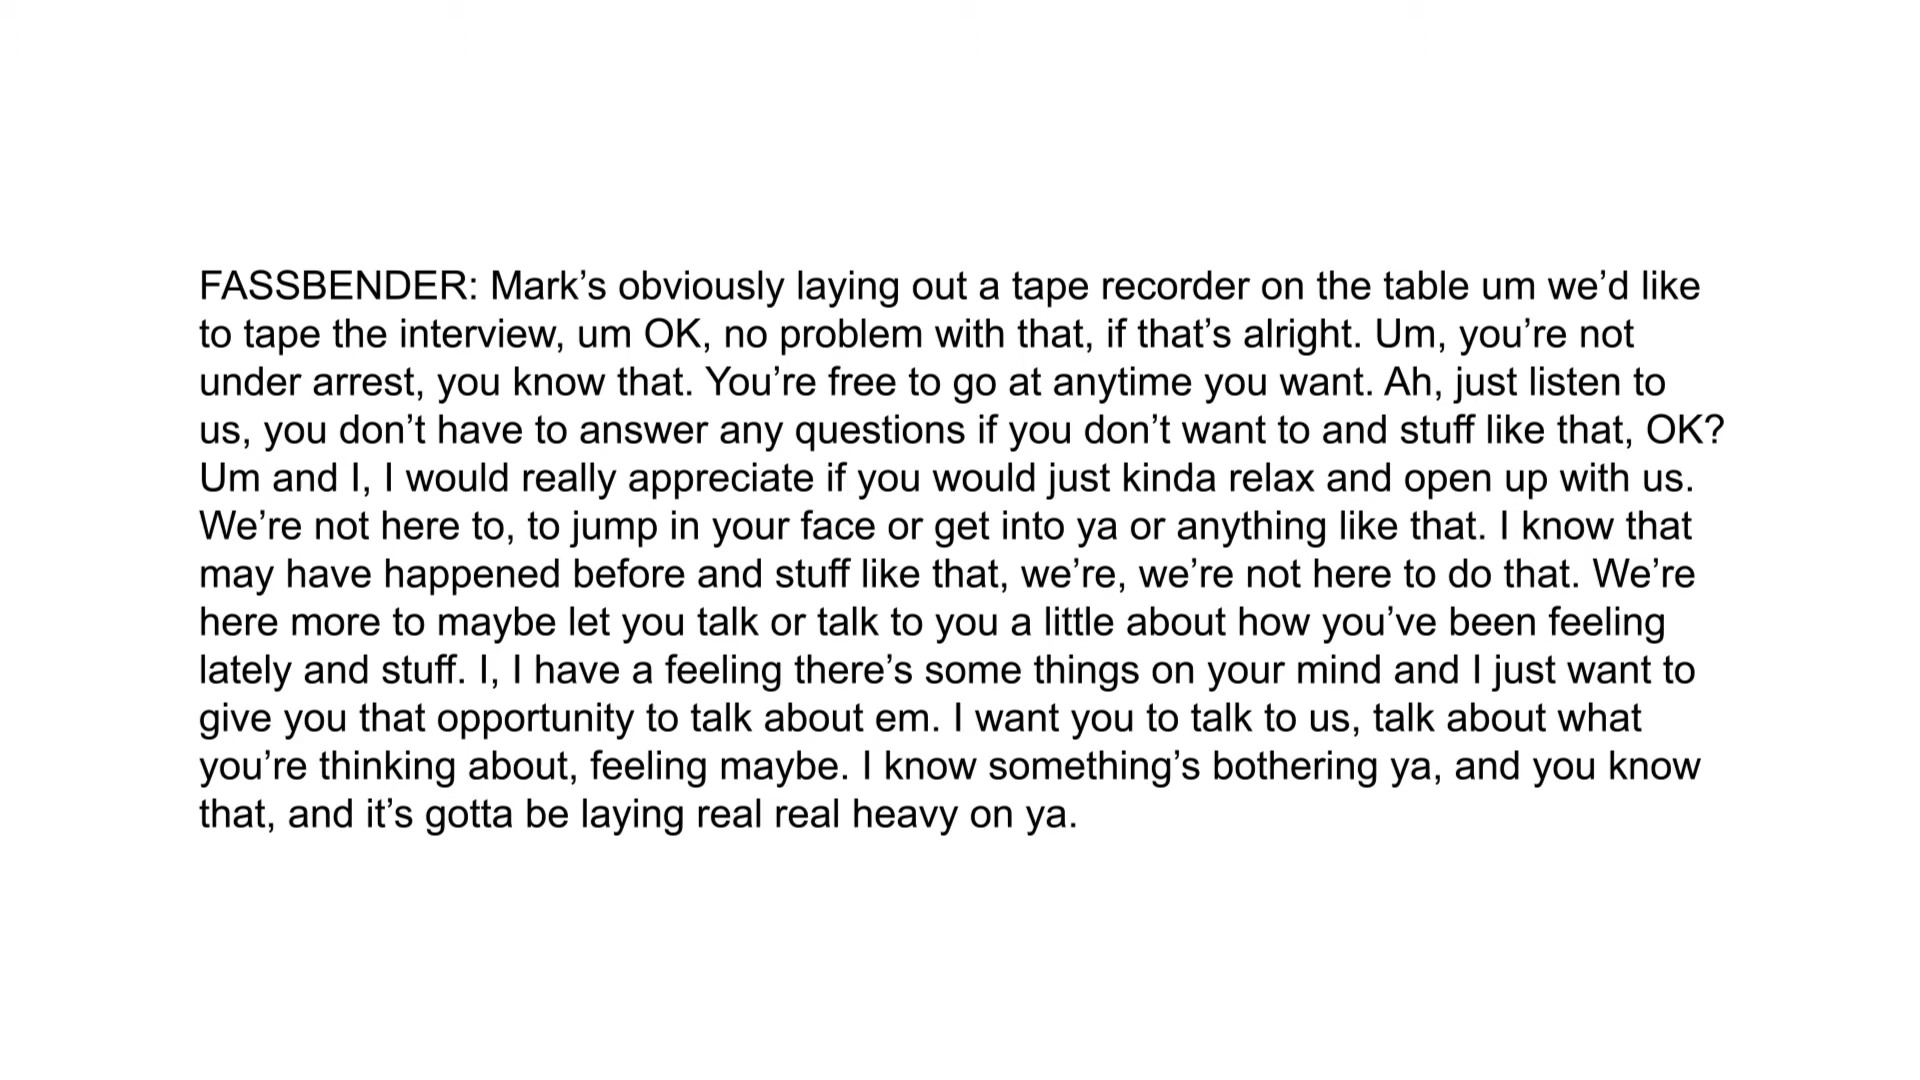 FASSBENDER: Mark’s obviously laying out a tape recorder on the table um we’d like
to tape the interview, um OK, no problem with that, if that’s alright. Um, you’re not
under arrest, you know that. You’re free to go at anytime you want. Ah, just listen to
us, you don’t have to answer any questions if you don’t want to and stuff like that, OK?
Um and I, I would really appreciate if you would just kinda relax and open up with us.
We’re not here to, to jump in your face or get into ya or anything like that. I know that
may have happened before and stuff like that, we’re, we’re not here to do that. We’re
here more to maybe let you talk or talk to you a little about how you’ve been feeling
lately and stuff. I, I have a feeling there’s some things on your mind and I just want to
give you that opportunity to talk about em. I want you to talk to us, talk about what
you’re thinking about, feeling maybe. I know something’s bothering ya, and you know
that, and it’s gotta be laying real real heavy on ya.